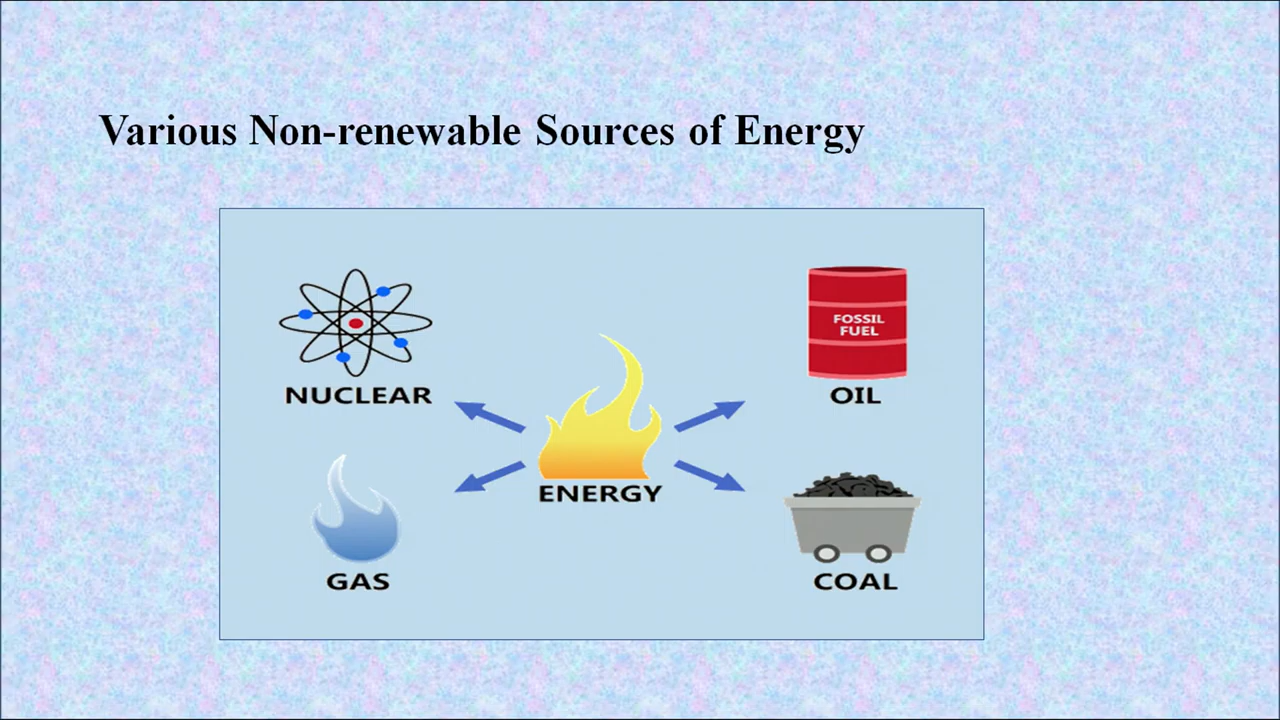 Various Non-renewable Sources of Energy
FOSSIL
FUEL
NUCLEAR
OIL
ENERGY
GAS
COAL